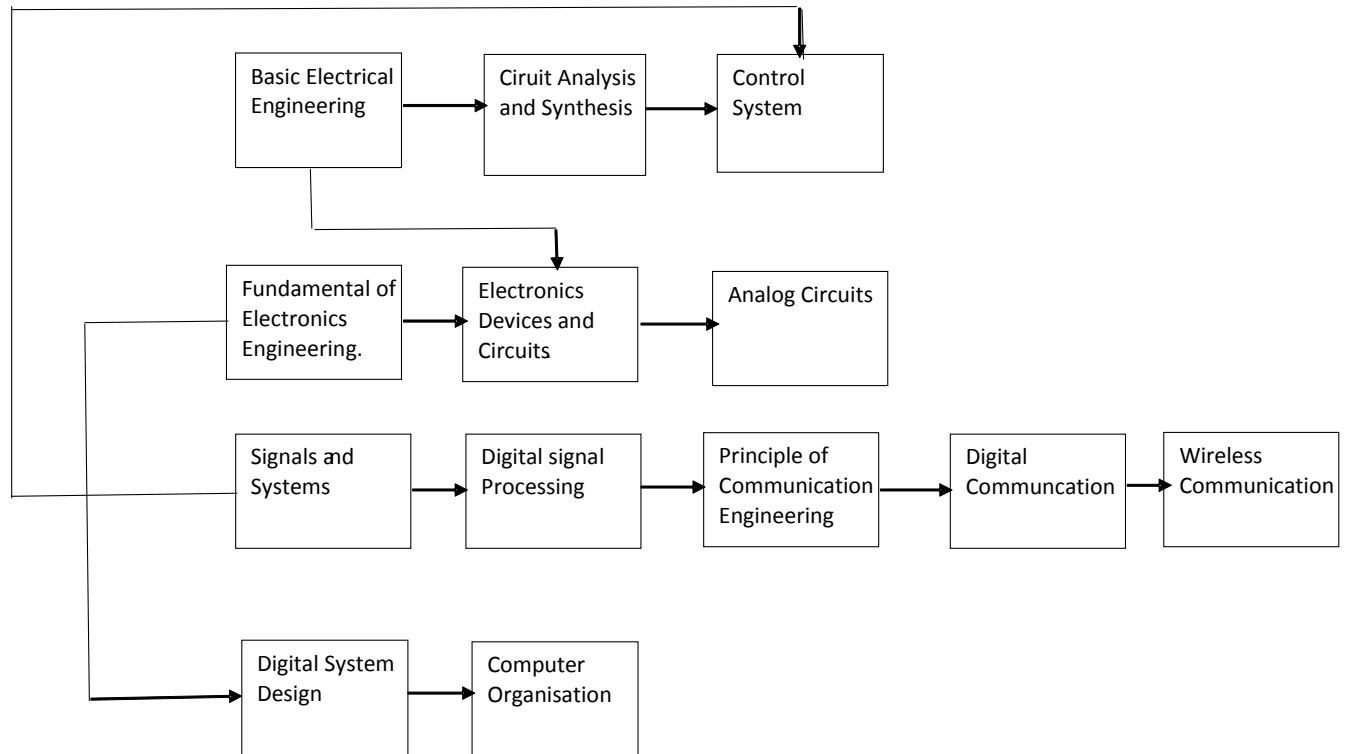 Basic Electrical
Engineering
Ciruit Analysis
and Synthesis
Control
System
Fundamental of
Electronics
Engineering.
Electronics
Devices and
Circuits.
Analog Circuits
Signals and
Systems
Digital signal
Processing
Principle of
Communication
Engineering
Digital
Communcation
Wireless
Communication
Digital System
Design
Computer
Organisation